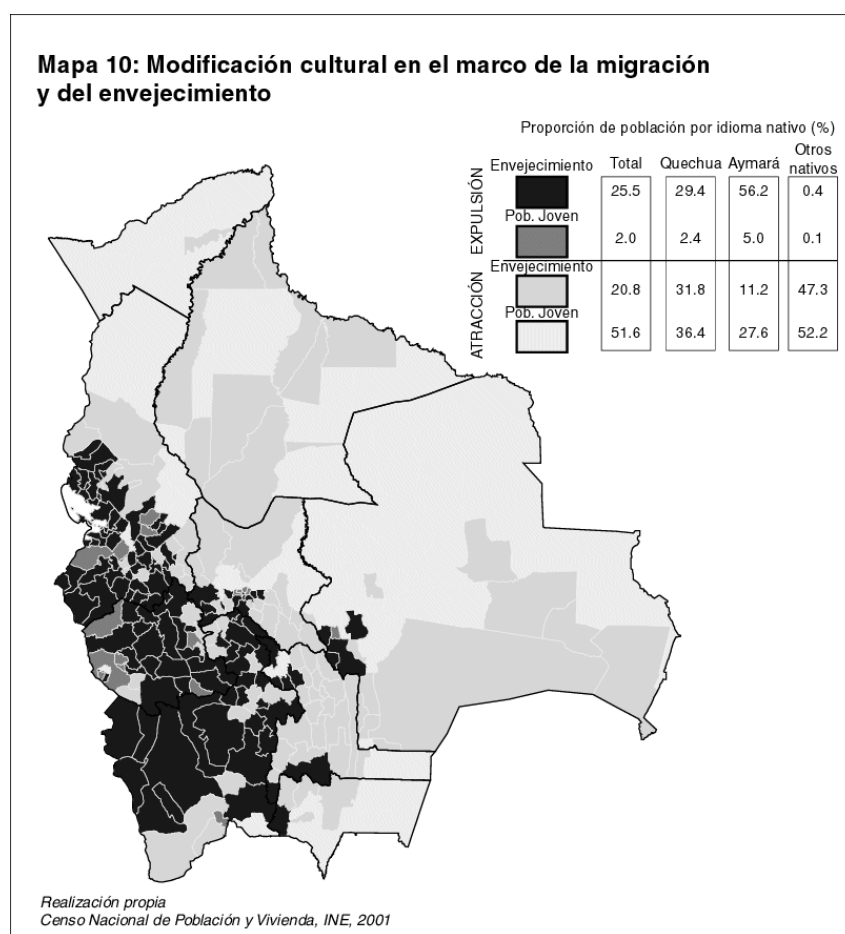 Mapa 10: Modificación cultural en el marco de la migración
y del envejecimiento
Proporción de población por idioma nativo (%)
Envejecimiento Total Quechua Aymará Otros nativos
EXPULSIÓN
25.5 29.4 56.2 0.4
Pob. Joven
2.0 2.4 5.0 0.1
ATRACCIÓN
Envejecimiento
20.8 31.8 11.2 47.3
Pob. Joven
51.6 36.4 27.6 52.2
Realización propia
Censo Nacional de Población y Vivienda, INE, 2001